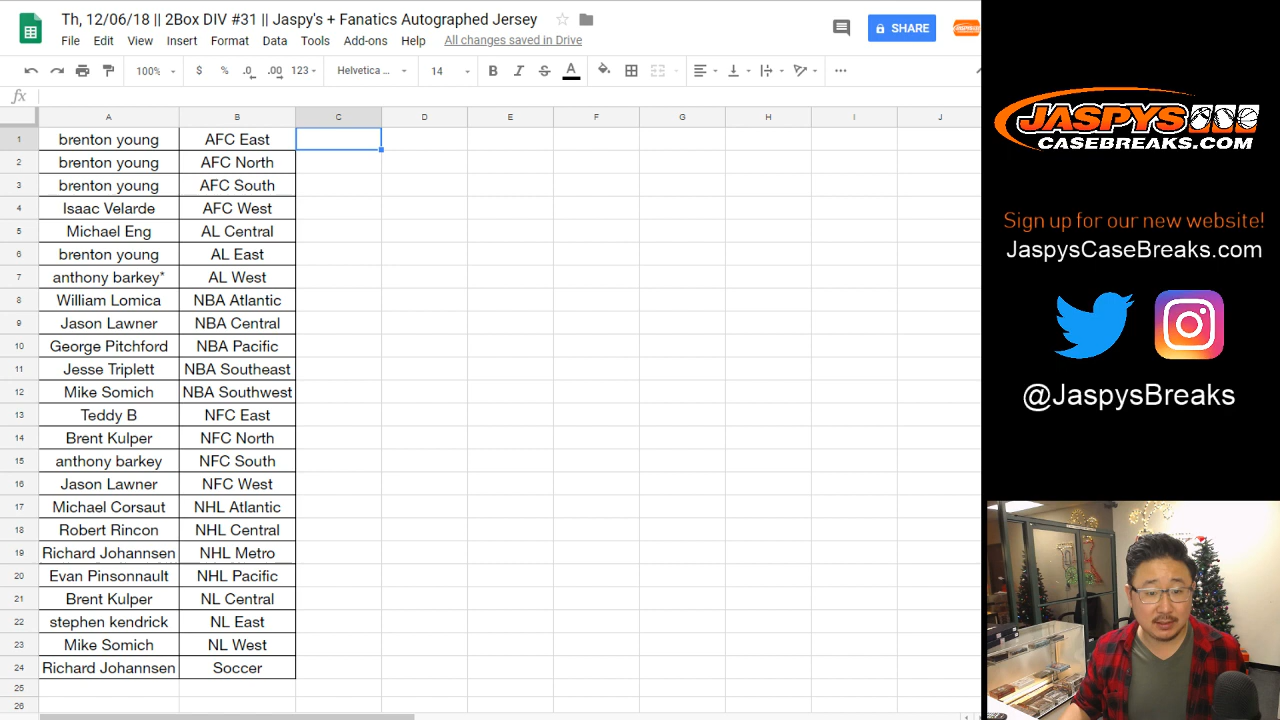 Th, 12/06/18 || 2Box DIV #31 || Jaspy's + Fanatics Autographed Jersey
File Edit View Insert Format Data Tools Add-ons Help All changes saved in Drive
SHARE
100% $ % .0 .00 123 Helvetica ... 14 B I S A
fx
A B C D E F G H I J
1 brenton young AFC East
2 brenton young AFC North
3 brenton young AFC South
4 Isaac Velarde AFC West
5 Michael Eng AL Central
6 brenton young AL East
7 anthony barkey* AL West
8 William Lomica NBA Atlantic
9 Jason Lawner NBA Central
10 George Pitchford NBA Pacific
11 Jesse Triplett NBA Southeast
12 Mike Somich NBA Southwest
13 Teddy B NFC East
14 Brent Kulper NFC North
15 anthony barkey NFC South
16 Jason Lawner NFC West
17 Michael Corsaut NHL Atlantic
18 Robert Rincon NHL Central
19 Richard Johannsen NHL Metro
20 Evan Pinsonnault NHL Pacific
21 Brent Kulper NL Central
22 stephen kendrick NL East
23 Mike Somich NL West
24 Richard Johannsen Soccer
25
26
JASPYS
CASEBREAKS.COM
Sign up for our new website!
JaspysCaseBreaks.com
@JaspysBreaks